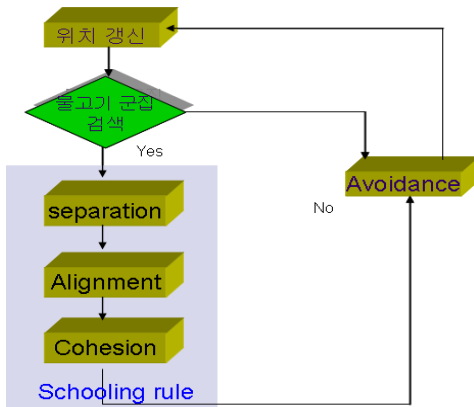 위치 갱신
물고기 군집
검색
Yes
Avoidance
No
separation
Alignment
Cohesion
Schooling rule